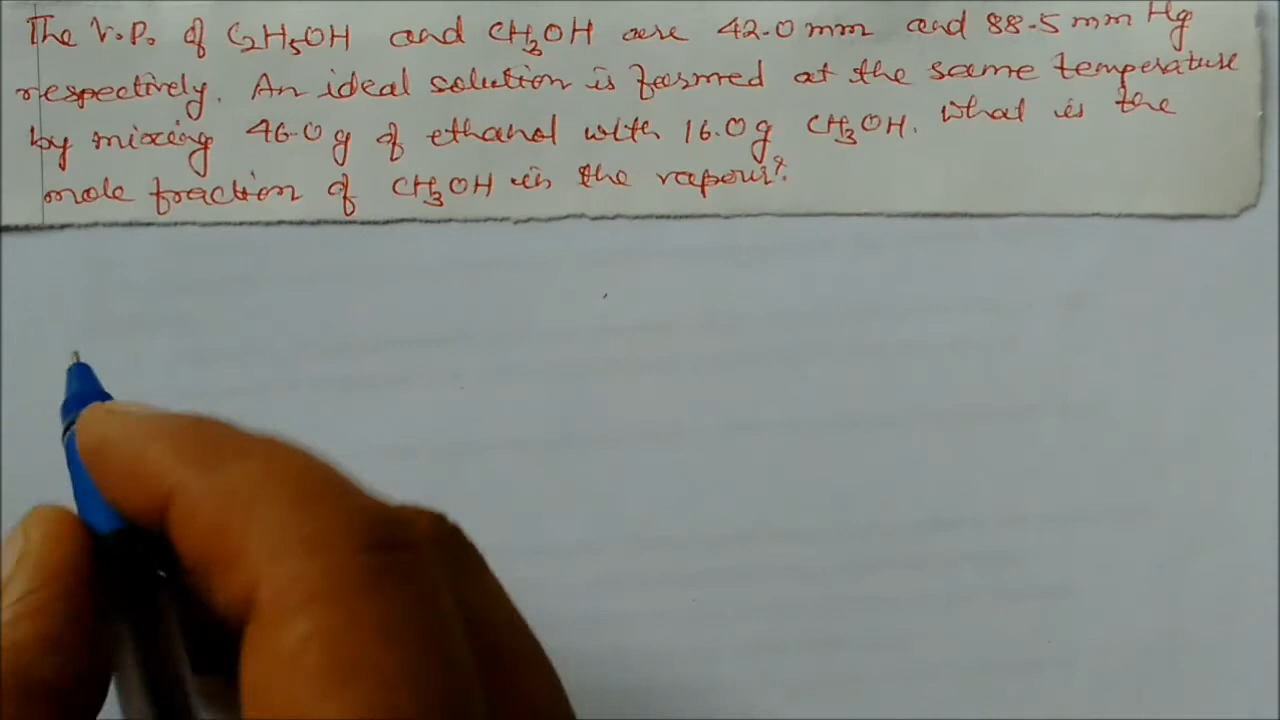 The V.P. of C2H5OH and CH3OH are 42.0 mm and 88.5 mm Hg
respectively. An ideal solution is formed at the same temperature
by mixing 46.0 g of ethanol with 16.0 g CH3OH. What is the
mole fraction of CH3OH in the vapour?